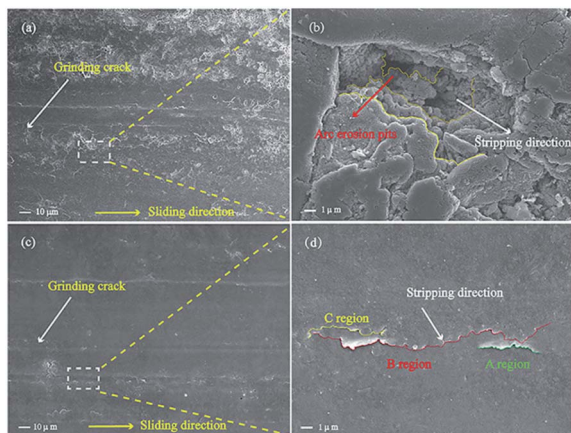 (a)
Grinding crack
10 μm
Sliding direction
(b)
Arc erosion pits
Stripping direction
1 μm
(c)
Grinding crack
10 μm
Sliding direction
(d)
Stripping direction
C region
B region
A region
1 μm